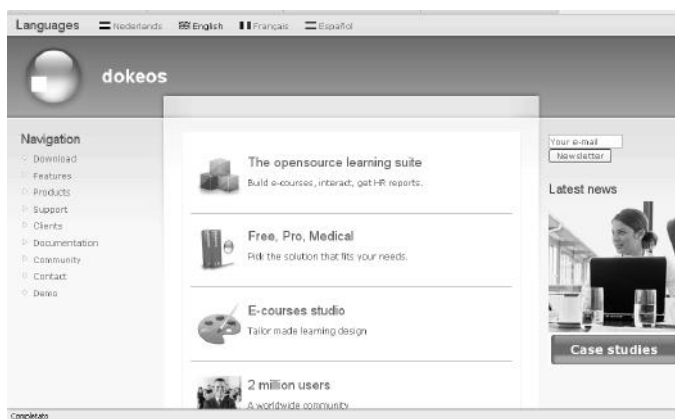 Languages Nederlands English Français Español
dokeos
Navigation
Download
Features
Products
Support
Clients
Documentation
Community
Contact
Demo
The opensource learning suite
Build e-courses, interact, get HR reports.
Free, Pro, Medical
Pick the solution that fits your needs.
E-courses studio
Tailor made learning design
2 million users
A worldwide community
Your e-mail
Newsletter
Latest news
Case studies
Completato